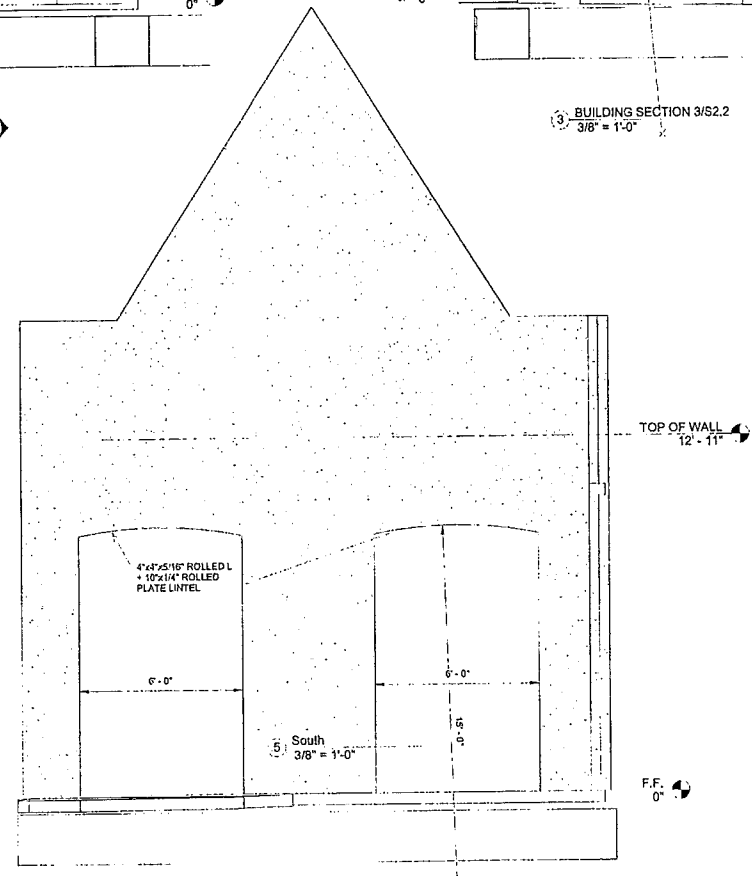 0"
3
BUILDING SECTION 3/S2.2
3/8" = 1'-0"
TOP OF WALL
12' - 11"
4"x4"x5/16" ROLLED L
+ 10"x1/4" ROLLED
PLATE LINTEL
6' - 0"
6' - 0"
15' - 0"
5
South
3/8" = 1'-0"
F.F.
0"